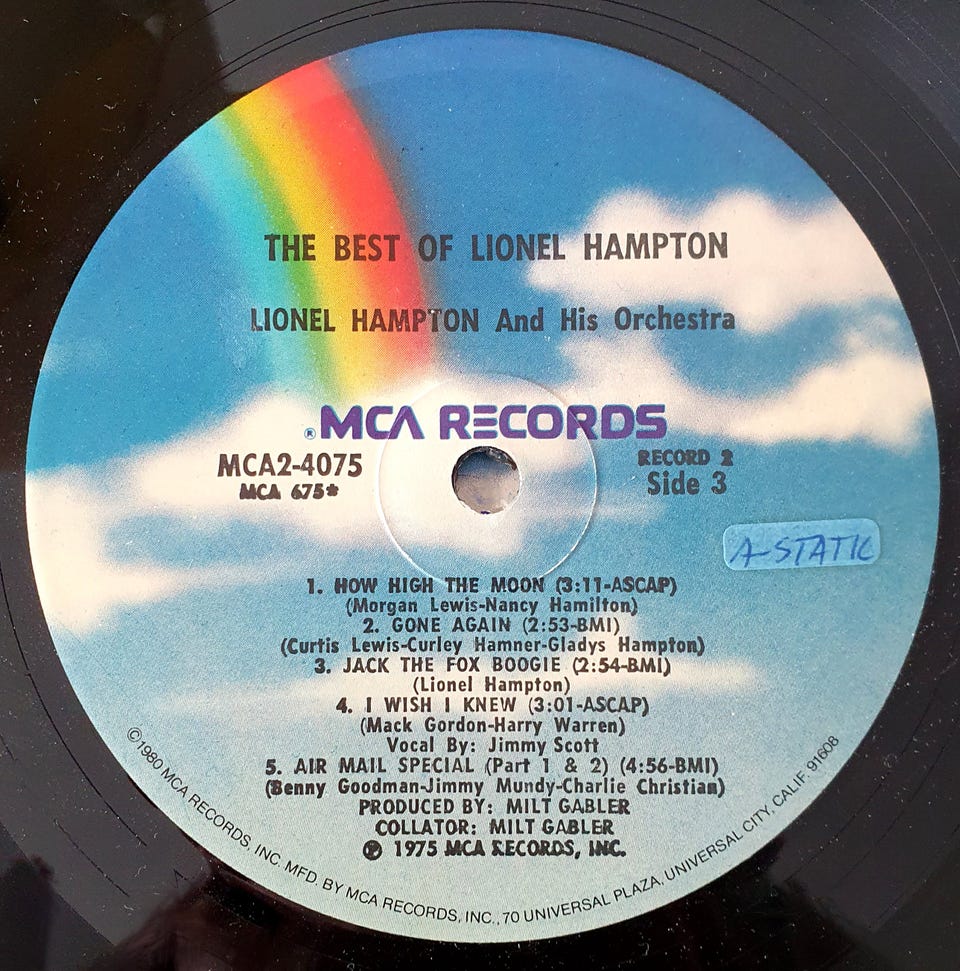 THE BEST OF LIONEL HAMPTON
LIONEL HAMPTON And His Orchestra
® MCA RECORDS
MCA2-4075
MCA 675*
RECORD 2
Side 3
A-STATIC
1. HOW HIGH THE MOON (3:11-ASCAP)
(Morgan Lewis-Nancy Hamilton)
2. GONE AGAIN (2:53-BMI)
(Curtis Lewis-Curley Hamner-Gladys Hampton)
3. JACK THE FOX BOOGIE (2:54-BMI)
(Lionel Hampton)
4. I WISH I KNEW (3:01-ASCAP)
(Mack Gordon-Harry Warren)
Vocal By: Jimmy Scott
5. AIR MAIL SPECIAL (Part 1 & 2) (4:56-BMI)
(Benny Goodman-Jimmy Mundy-Charlie Christian)
PRODUCED BY: MILT GABLER
COLLATOR: MILT GABLER
℗ 1975 MCA RECORDS, INC.
©1980 MCA RECORDS, INC. MFD. BY MCA RECORDS, INC., 70 UNIVERSAL PLAZA, UNIVERSAL CITY, CALIF. 91608